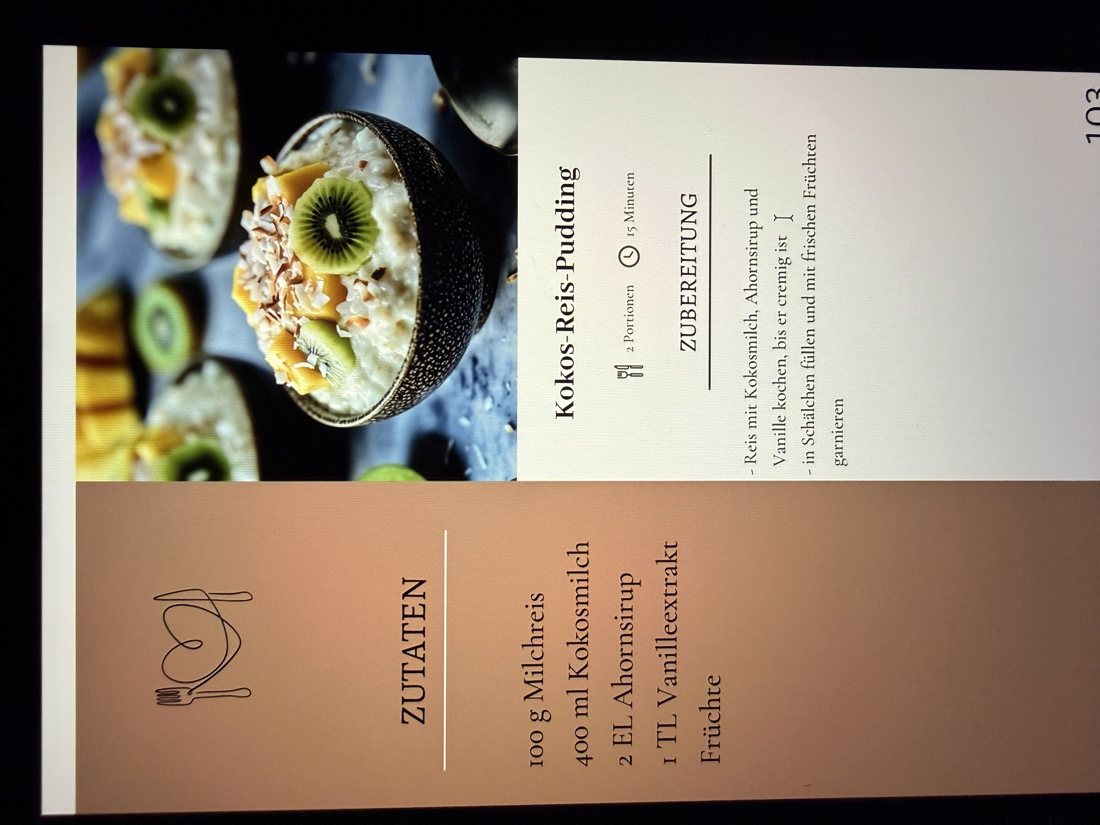 ZUTATEN
100 g Milchreis
400 ml Kokosmilch
2 EL Ahornsirup
1 TL Vanilleextrakt
Früchte
Kokos-Reis-Pudding
2 Portionen 15 Minuten
ZUBEREITUNG
- Reis mit Kokosmilch, Ahornsirup und
Vanille kochen, bis er cremig ist
- in Schälchen füllen und mit frischen Früchten
garnieren
103